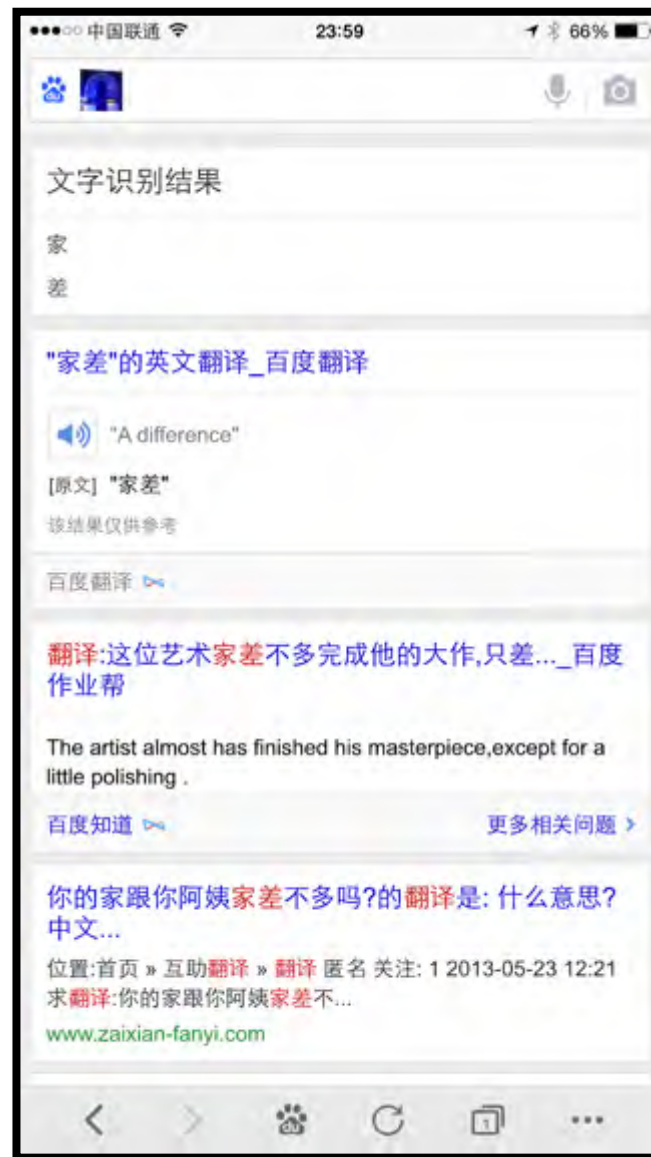 中国联通 23:59 66%
文字识别结果
家
差
"家差"的英文翻译_百度翻译
"A difference"
[原文] "家差"
该结果仅供参考
百度翻译
翻译:这位艺术家差不多完成他的大作,只差..._百度
作业帮
The artist almost has finished his masterpiece,except for a
little polishing .
百度知道 更多相关问题 >
你的家跟你阿姨家差不多吗?的翻译是: 什么意思?
中文...
位置:首页 » 互助翻译 » 翻译 匿名 关注: 1 2013-05-23 12:21
求翻译:你的家跟你阿姨家差不...
www.zaixian-fanyi.com
1